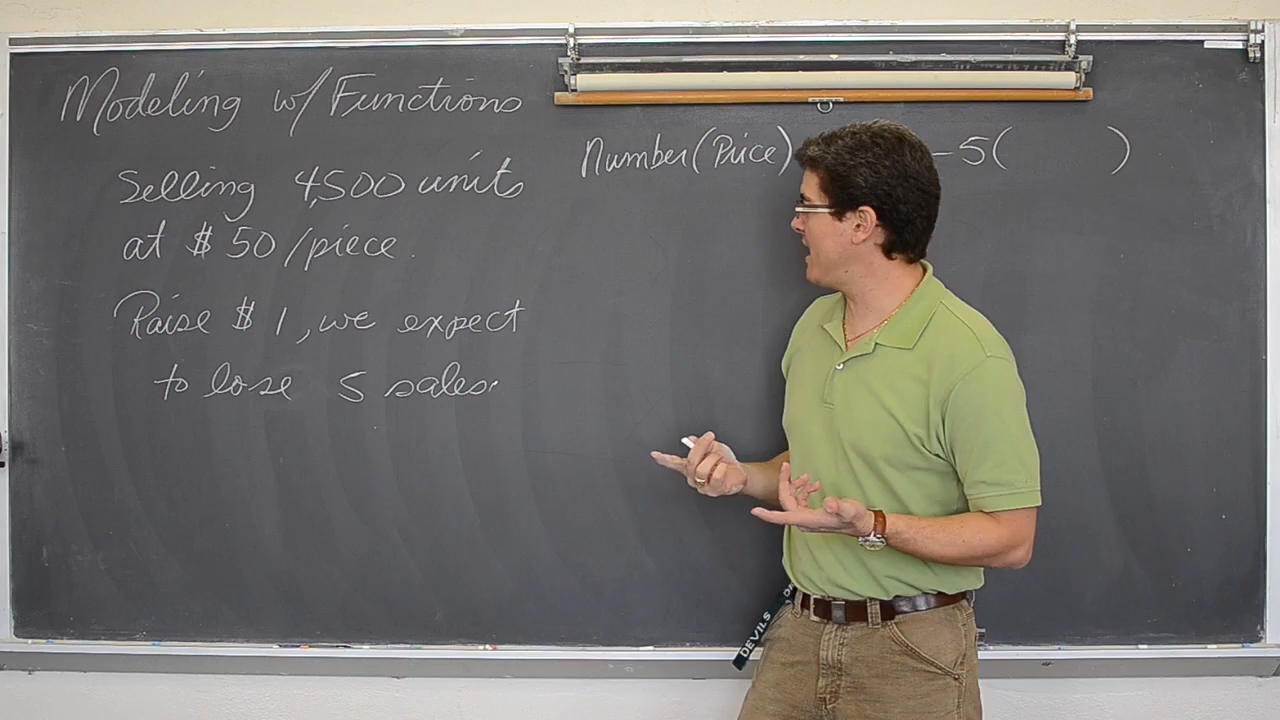 Modeling w/ Functions
Selling 4,500 units
at $50/piece.
Raise $1, we expect
to lose 5 sales.
Number(Price) -5( )
DEVILS